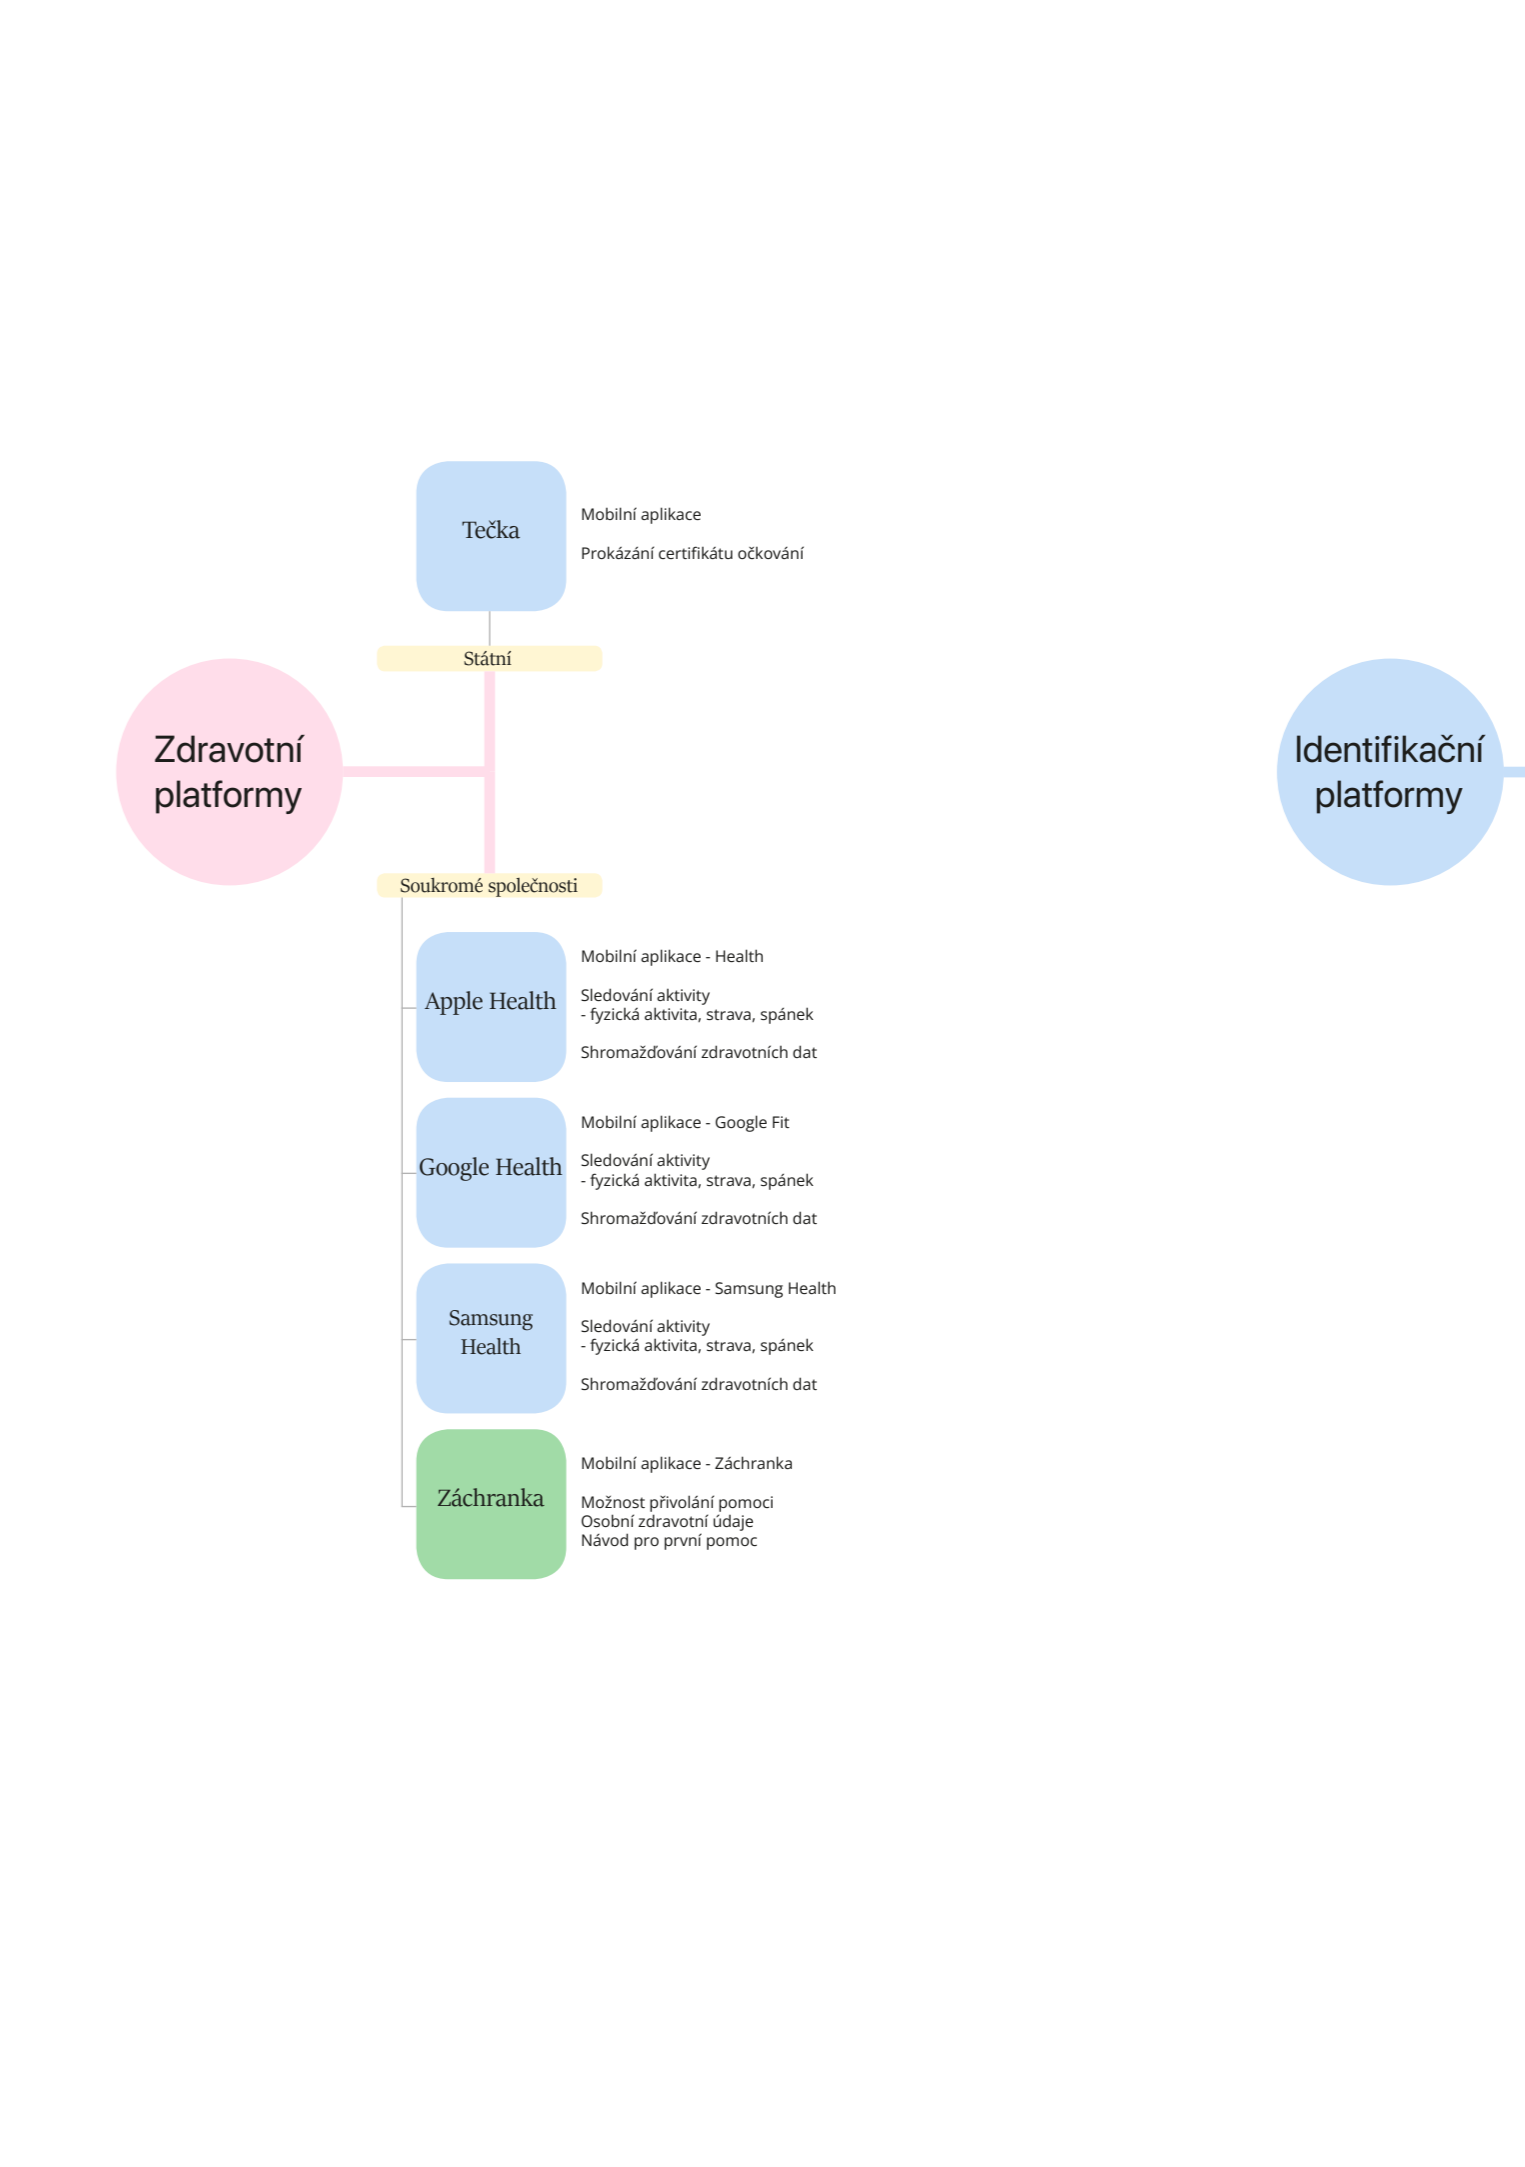 Tečka
Mobilní aplikace
Prokázání certifikátu očkování
Státní
Zdravotní
platformy
Soukromé společnosti
Apple Health
Mobilní aplikace - Health
Sledování aktivity
- fyzická aktivita, strava, spánek
Shromažďování zdravotních dat
Google Health
Mobilní aplikace - Google Fit
Sledování aktivity
- fyzická aktivita, strava, spánek
Shromažďování zdravotních dat
Samsung
Health
Mobilní aplikace - Samsung Health
Sledování aktivity
- fyzická aktivita, strava, spánek
Shromažďování zdravotních dat
Záchranka
Mobilní aplikace - Záchranka
Možnost přivolání pomoci
Osobní zdravotní údaje
Návod pro první pomoc
Identifikační
platformy